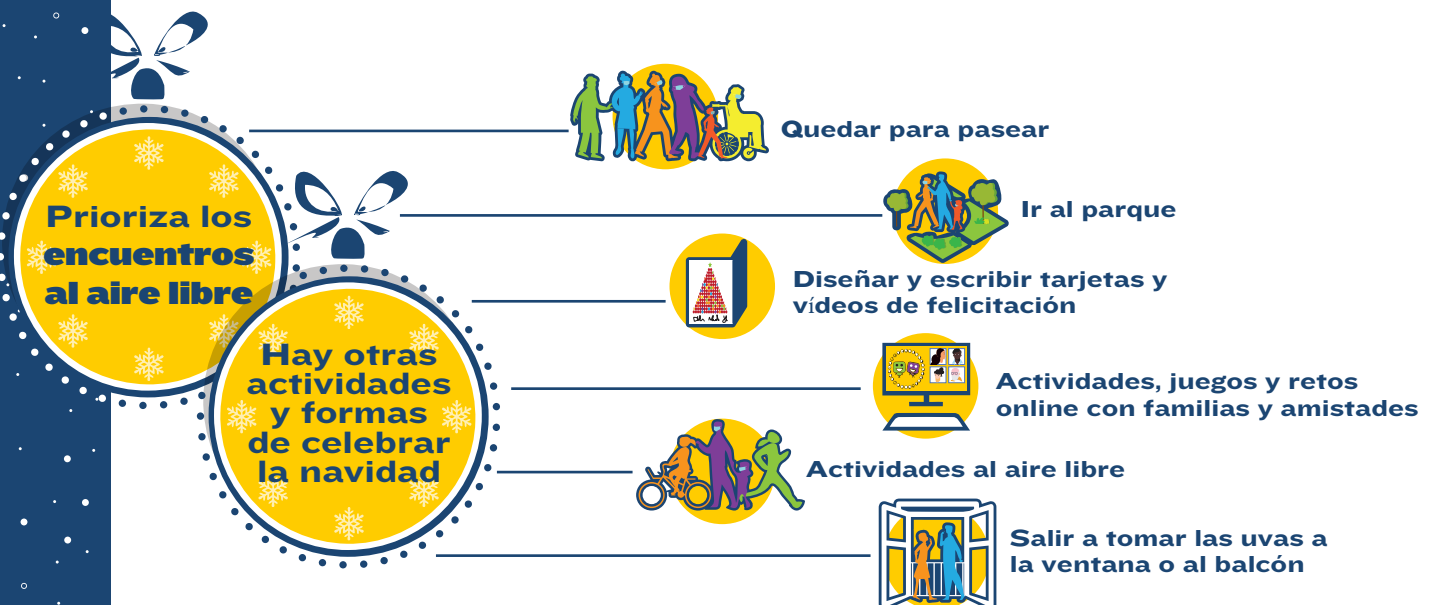 Prioriza los
encuentros
al aire libre
Hay otras
actividades
y formas
de celebrar
la navidad
Quedar para pasear
Ir al parque
Diseñar y escribir tarjetas y
vídeos de felicitación
Actividades, juegos y retos
online con familias y amistades
Actividades al aire libre
Salir a tomar las uvas a
la ventana o al balcón